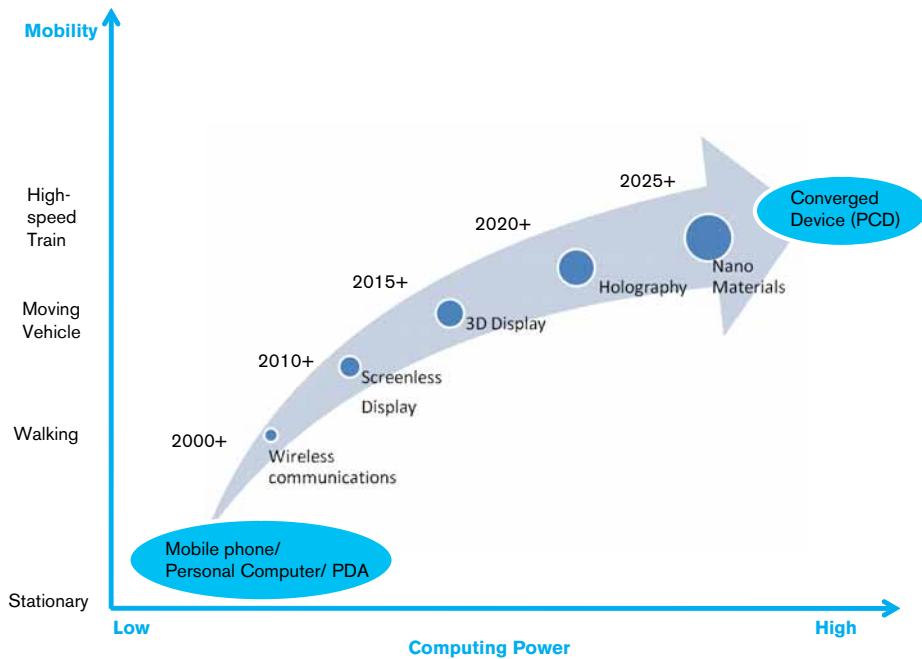 Mobility
High-
speed
Train
Moving
Vehicle
Walking
Stationary
2000+
2010+
2015+
2020+
2025+
Wireless
communications
Screenless
Display
3D Display
Holography
Nano
Materials
Converged
Device (PCD)
Mobile phone/
Personal Computer/ PDA
Low
High
Computing Power